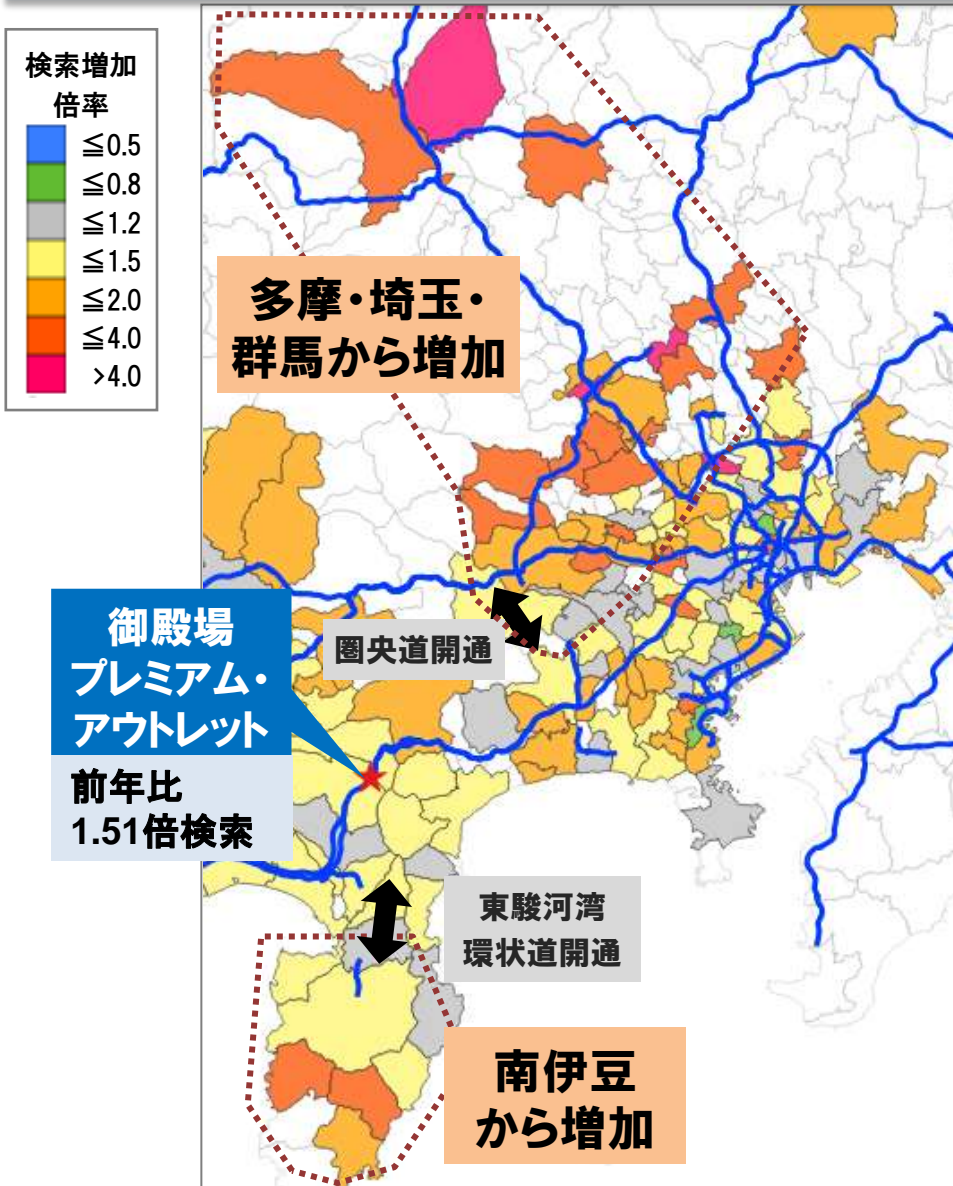 検索増加
倍率
≦0.5
≦0.8
≦1.2
≦1.5
≦2.0
≦4.0
>4.0
多摩・埼玉・
群馬から増加
圏央道開通
御殿場
プレミアム・
アウトレット
前年比
1.51倍検索
東駿河湾
環状道開通
南伊豆
から増加